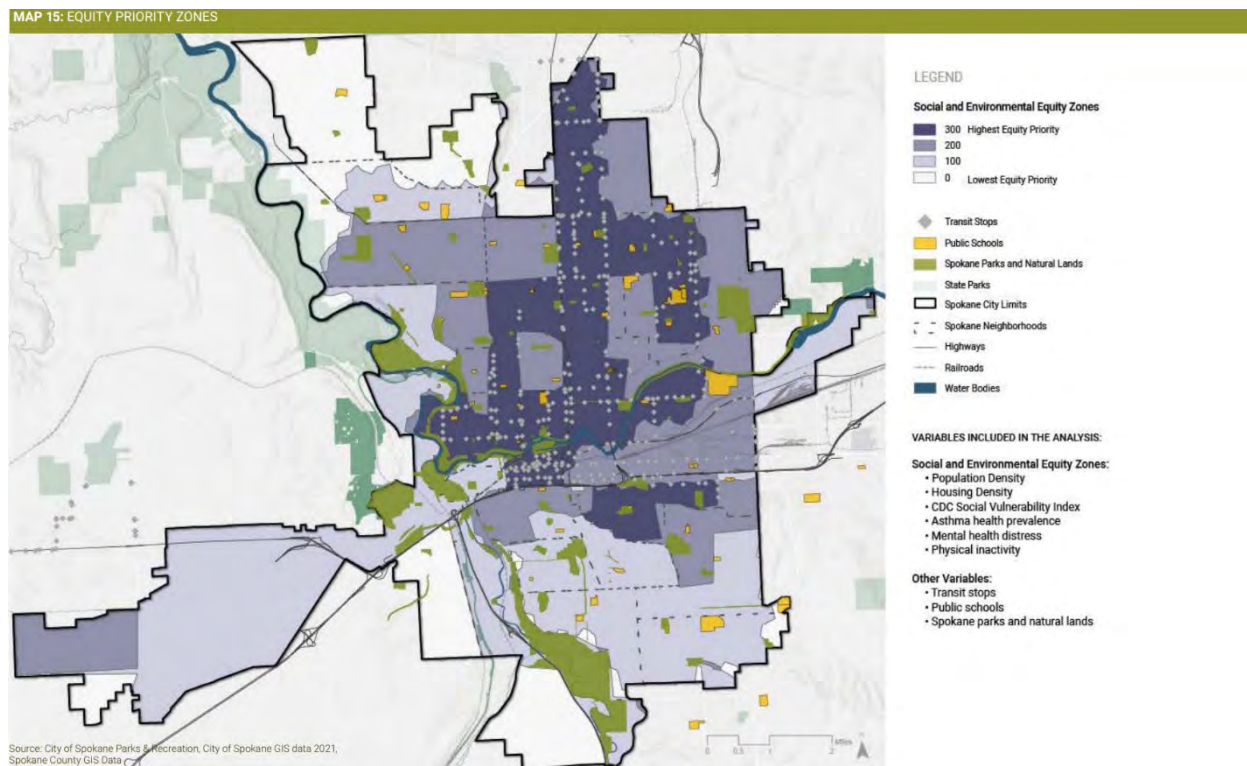 MAP 15: EQUITY PRIORITY ZONES
LEGEND
Social and Environmental Equity Zones
300 Highest Equity Priority
200
100
0 Lowest Equity Priority
Transit Stops
Public Schools
Spokane Parks and Natural Lands
State Parks
Spokane City Limits
Spokane Neighborhoods
Highways
Railroads
Water Bodies
VARIABLES INCLUDED IN THE ANALYSIS:
Social and Environmental Equity Zones:
• Population Density
• Housing Density
• CDC Social Vulnerability Index
• Asthma health prevalence
• Mental health distress
• Physical inactivity
Other Variables:
• Transit stops
• Public schools
• Spokane parks and natural lands
Miles
0 0.5 1 2
Source: City of Spokane Parks & Recreation, City of Spokane GIS data 2021,
Spokane County GIS Data